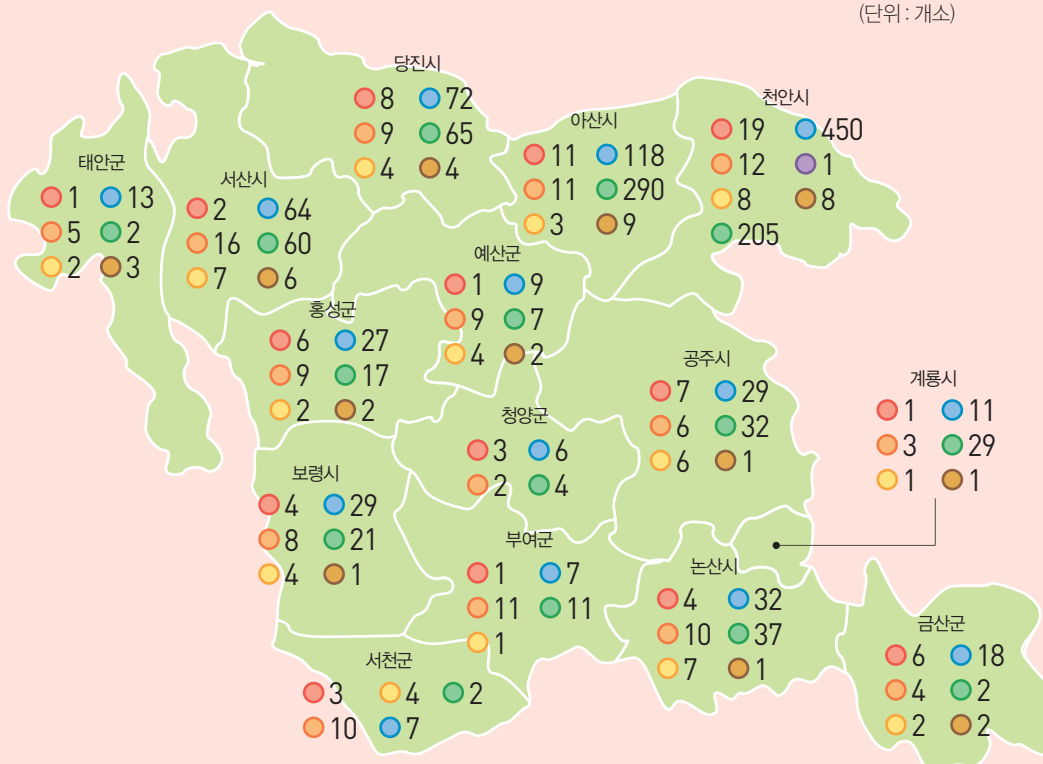 (단위 : 개소)
당진시
8 72
9 65
4 4
아산시
11 118
11 290
3 9
천안시
19 450
12 1
8 8
205
태안군
1 13
5 2
2 3
서산시
2 64
16 60
7 6
예산군
1 9
9 7
4 2
홍성군
6 27
9 17
2 2
공주시
7 29
6 32
6 1
계룡시
1 11
3 29
1 1
청양군
3 6
2 4
보령시
4 29
8 21
4 1
부여군
1 7
11 11
1
논산시
4 32
10 37
7 1
금산군
6 18
4 2
2 2
서천군
3 4 2
10 7